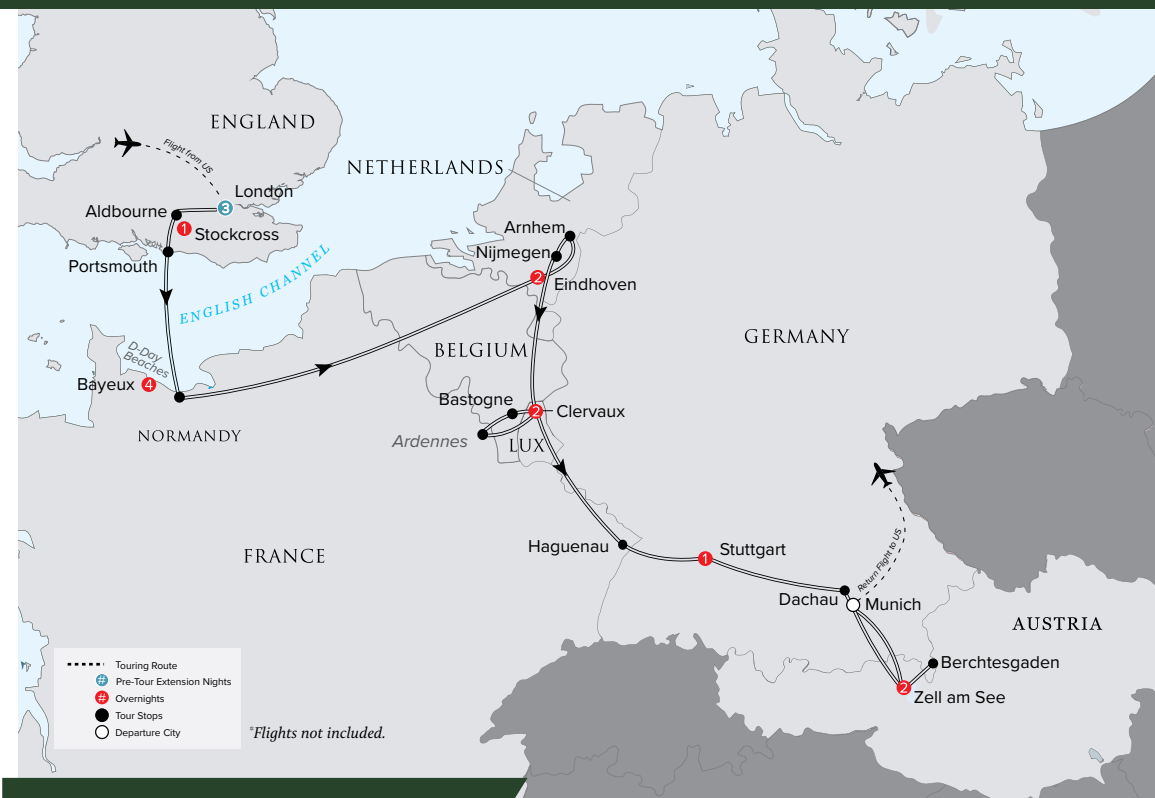 ENGLAND
Flight from US
NETHERLANDS
London
3
Aldbourne
1
Stockcross
Arnhem
Portsmouth
Nijmegen
ENGLISH CHANNEL
2
Eindhoven
GERMANY
D-Day
Beaches
BELGIUM
Bayeux
4
Bastogne
2
Clervaux
NORMANDY
Ardennes
LUX
FRANCE
Haguenau
1
Stuttgart
Return Flight to US
Dachau
Munich
AUSTRIA
Berchtesgaden
2
Zell am See
Touring Route
# Pre-Tour Extension Nights
# Overnights
Tour Stops
Departure City
*Flights not included.